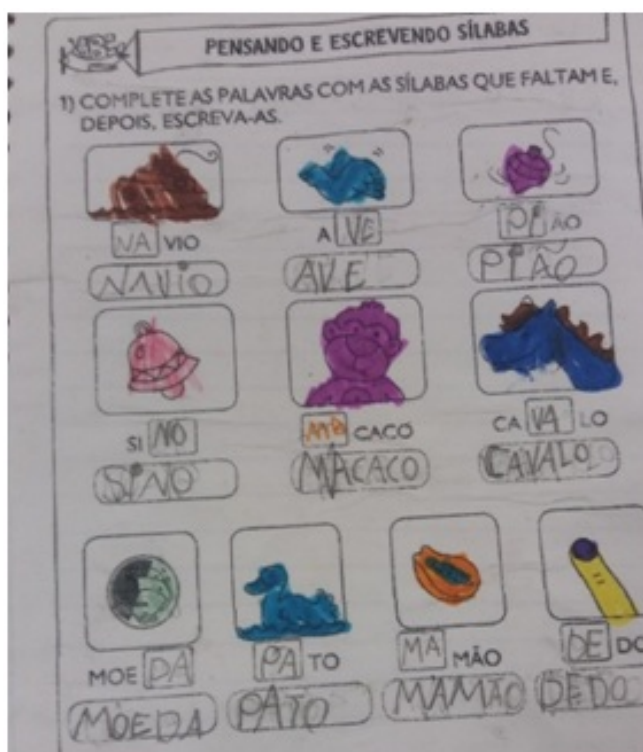 PENSANDO E ESCREVENDO SÍLABAS
1) COMPLETE AS PALAVRAS COM AS SÍLABAS QUE FALTAM E,
DEPOIS, ESCREVA-AS.
NA VIO A VE PI ÃO
NAViO AVE PIÃO
SI NO MA CACO CA VA LO
SINO MACACO CAVALO
MOE DA PA TO MA MÃO DE DO
MOEDA PATO MAMÃO DEDO